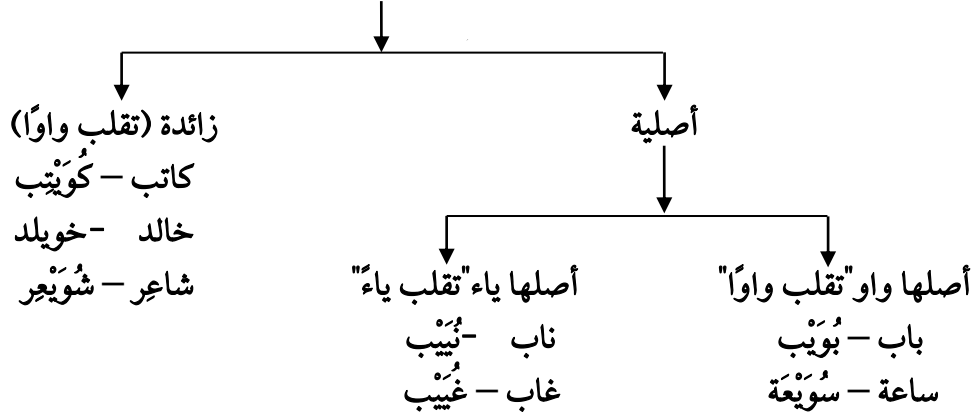 أصلية
زائدة (تقلب واوًا)
كاتب – كُوَيْتِب
خالد - خويلد
شاعِر – شُوَيْعِر
أصلها واو"تقلب واوًا"
باب – بُوَيْب
ساعة – سُوَيْعَة
أصلها ياء"تقلب ياءً"
ناب - نُيَيْب
غاب – غُيَيْب